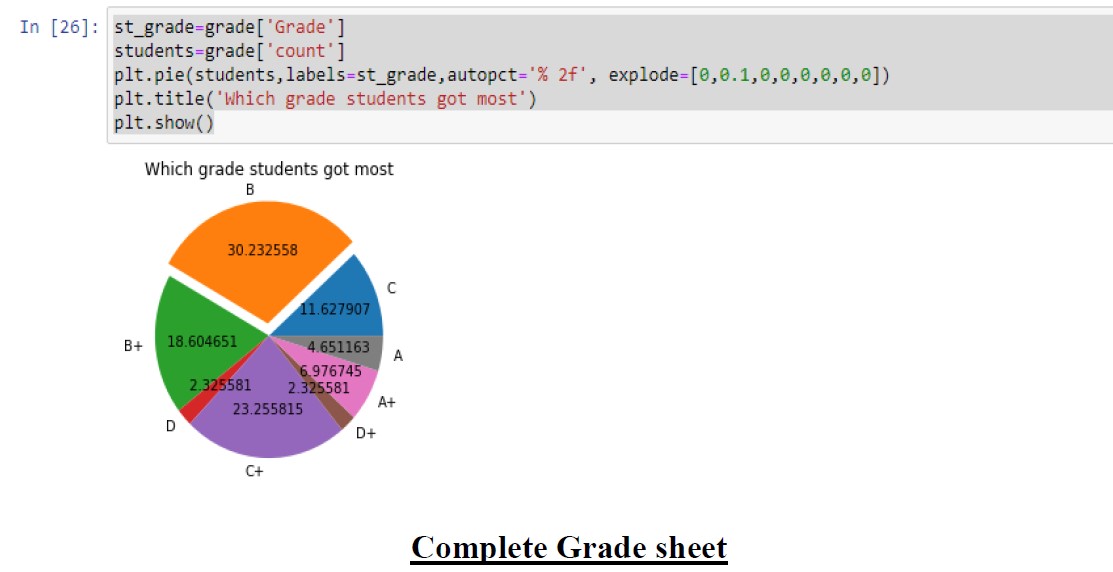 In [26]: st_grade=grade['Grade']
students=grade['count']
plt.pie(students,labels=st_grade,autopct='% 2f', explode=[0,0.1,0,0,0,0,0,0])
plt.title('Which grade students got most')
plt.show()
Which grade students got most
B
30.232558
C
11.627907
B+
18.604651
4.651163
A
6.976745
2.325581
2.325581
A+
23.255815
D
D+
C+
Complete Grade sheet